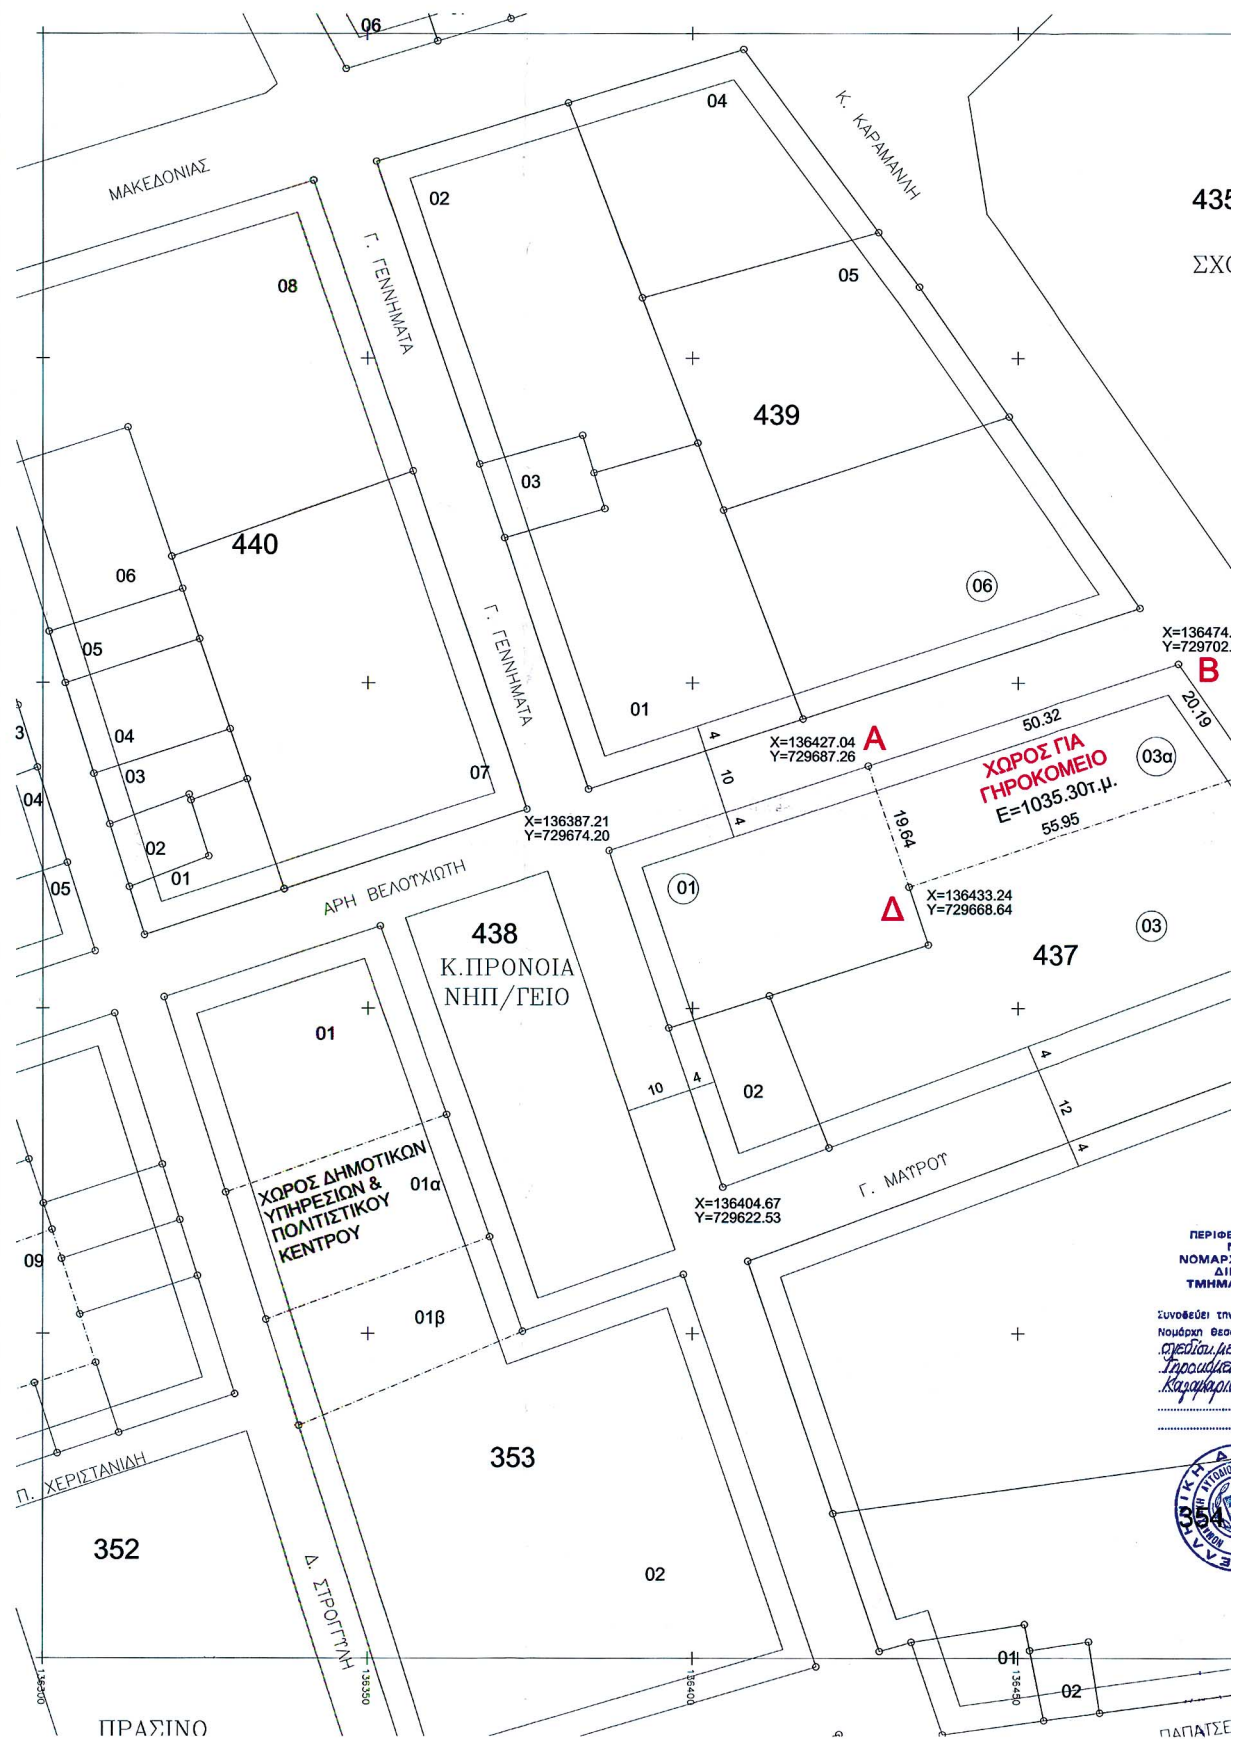 06
04
Κ. ΚΑΡΑΜΑΝΛΗ
ΜΑΚΕΔΟΝΙΑΣ
02
Γ. ΓΕΝΝΗΜΑΤΑ
08
05
439
03
440
06
06
05
Γ. ΓΕΝΝΗΜΑΤΑ
Χ=136474.
Υ=729702.
Β
20.19
01
50.32
4
Χ=136427.04
Υ=729687.26
Α
3
04
03
07
10
ΧΩΡΟΣ ΓΙΑ
ΓΗΡΟΚΟΜΕΙΟ
Ε=1035.30τ.μ.
03α
55.95
04
4
19.64
Χ=136387.21
Υ=729674.20
02
01
05
ΑΡΗ ΒΕΛΟΥΧΙΩΤΗ
01
Χ=136433.24
Υ=729668.64
Δ
438
Κ.ΠΡΟΝΟΙΑ
ΝΗΠ/ΓΕΙΟ
03
437
01
4
10
4
02
12
4
ΧΩΡΟΣ ΔΗΜΟΤΙΚΩΝ
ΥΠΗΡΕΣΙΩΝ &
ΠΟΛΙΤΙΣΤΙΚΟΥ
ΚΕΝΤΡΟΥ
01α
Γ. ΜΑΥΡΟΥ
Χ=136404.67
Υ=729622.53
09
01β
353
Π. ΧΕΡΙΣΤΑΝΙΔΗ
352
354
Δ. ΣΤΡΟΓΓΥΛΗ
02
01
02
136300
136350
136400
136450
ΠΡΑΣΙΝΟ